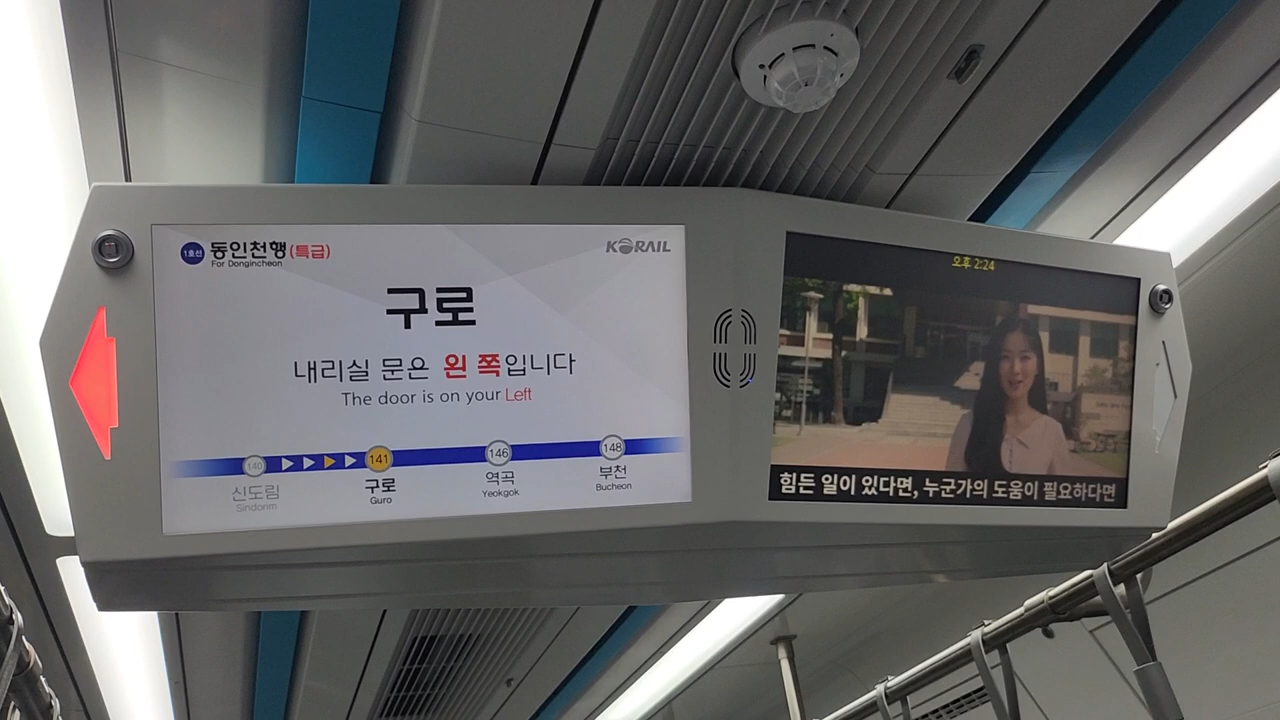 1호선 동인천행(특급)
For Dongincheon
KORAIL
구로
내리실 문은 왼 쪽입니다
The door is on your Left
140 141 146 148
신도림 구로 역곡 부천
Sindorim Guro Yeokgok Bucheon
오후 2:24
힘든 일이 있다면, 누군가의 도움이 필요하다면